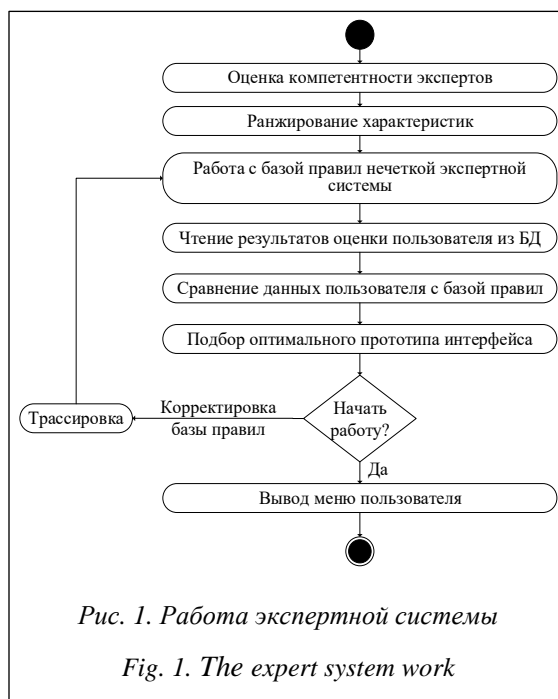 Оценка компетентности экспертов
Ранжирование характеристик
Работа с базой правил нечеткой экспертной
системы
Чтение результатов оценки пользователя из БД
Сравнение данных пользователя с базой правил
Подбор оптимального прототипа интерфейса
Трассировка
Корректировка
базы правил
Начать
работу?
Да
Вывод меню пользователя
Рис. 1. Работа экспертной системы
Fig. 1. The expert system work